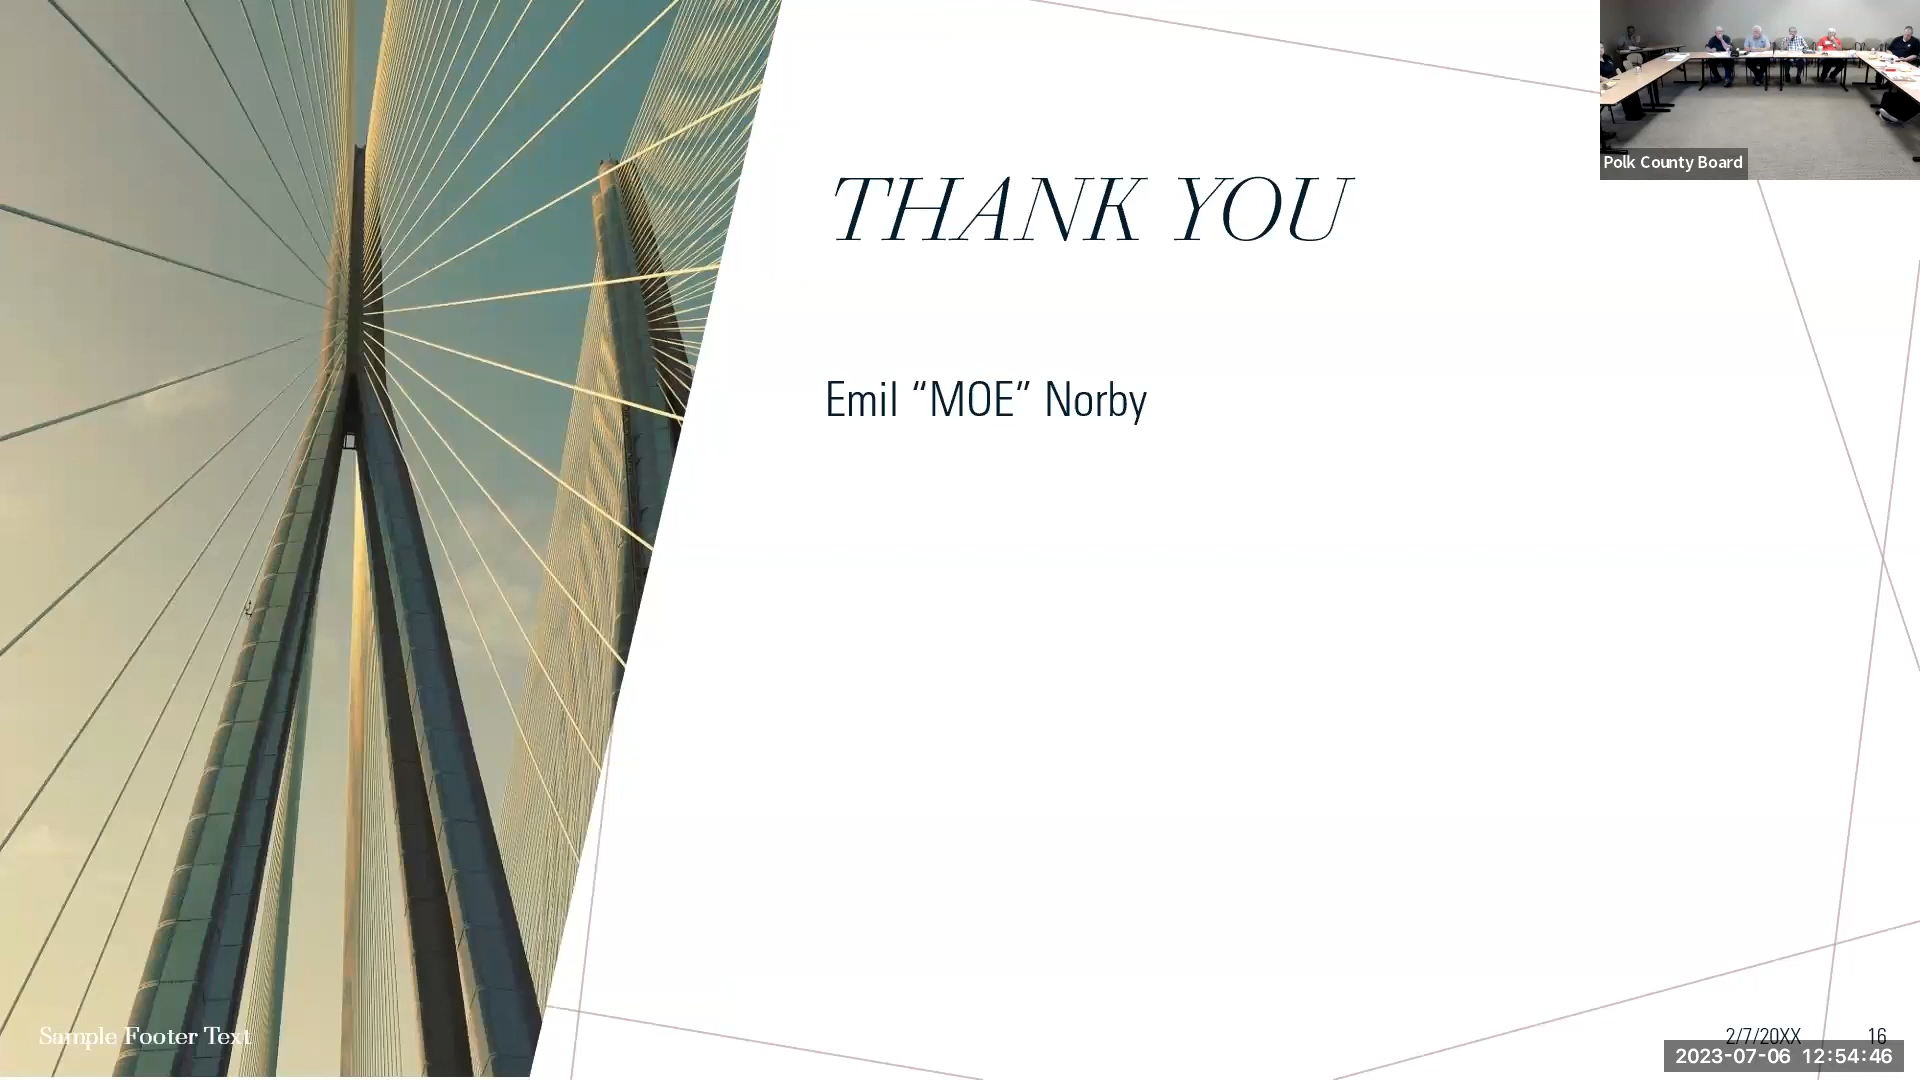 Polk County Board
THANK YOU
Emil “MOE” Norby
Sample Footer Text
2/7/20XX
16
2023-07-06 12:54:46